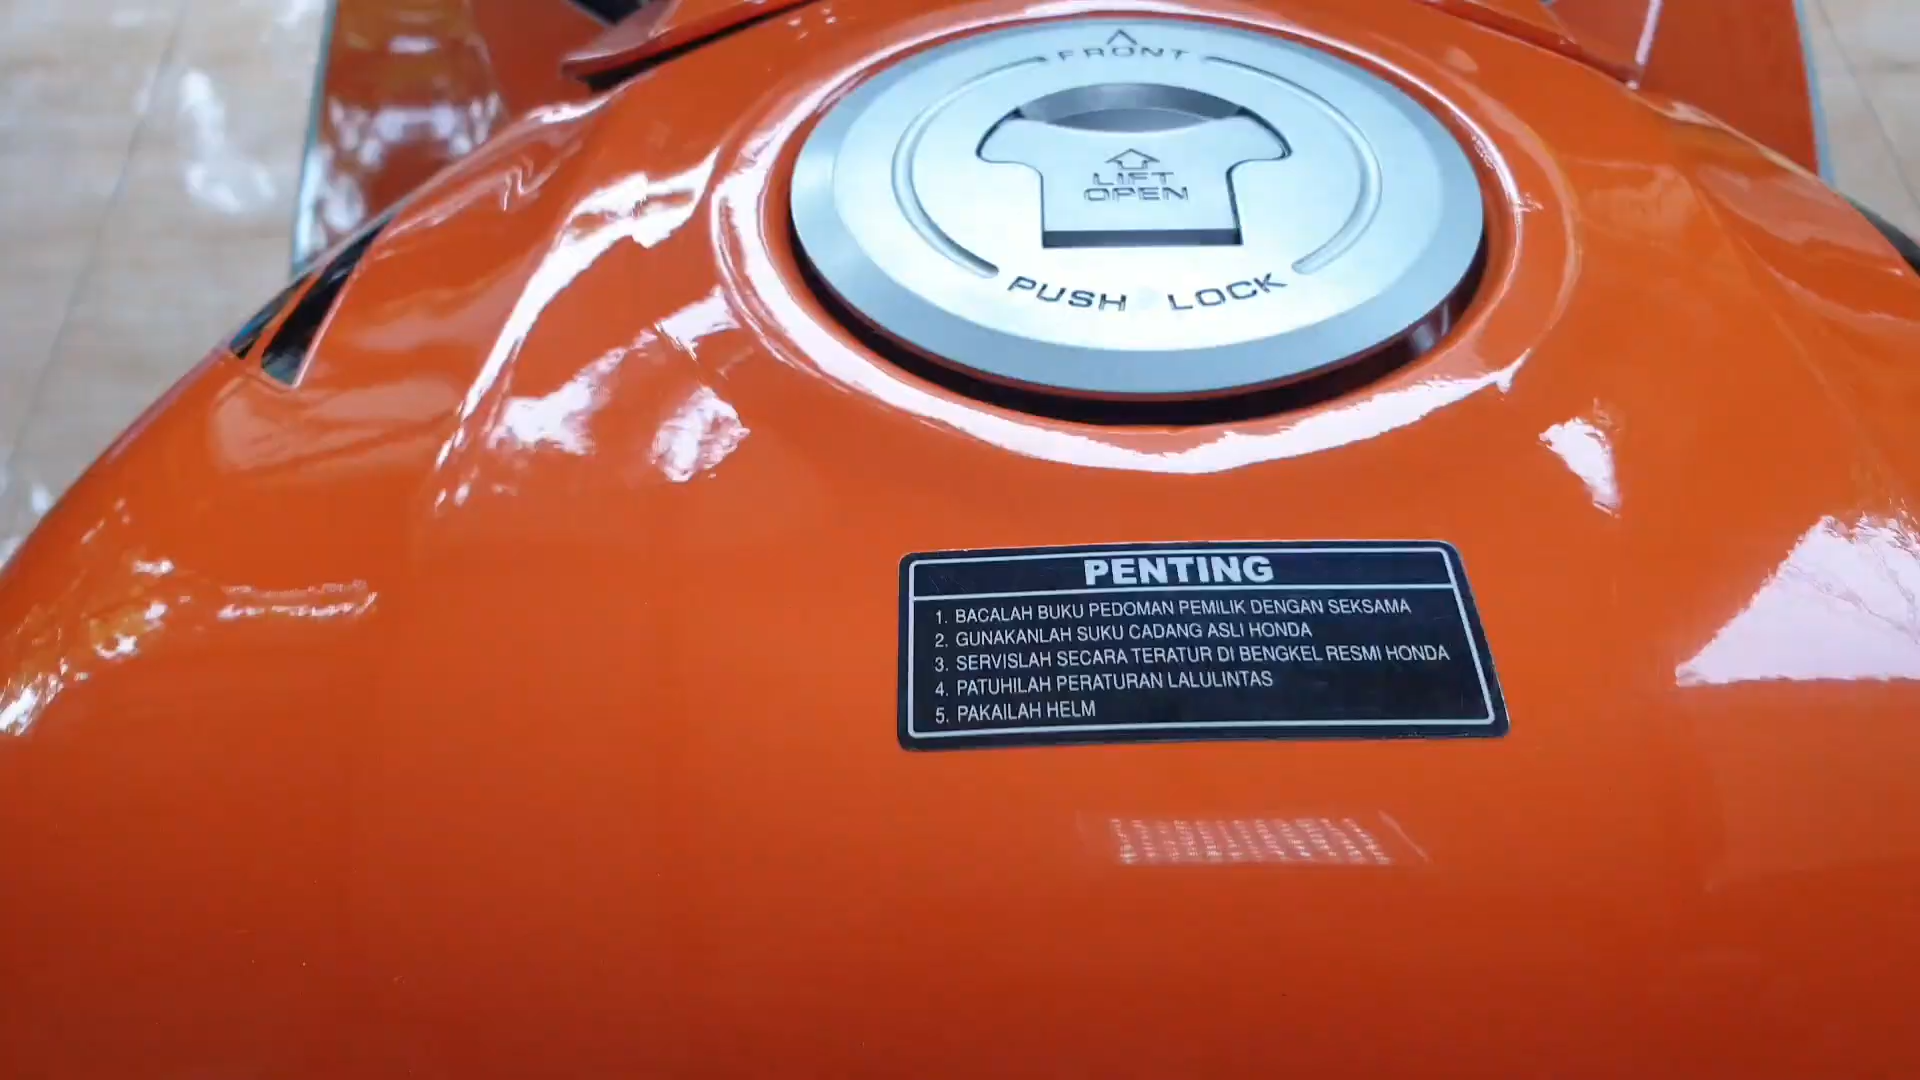 FRONT
LIFT
OPEN
PUSH LOCK
PENTING
1. BACALAH BUKU PEDOMAN PEMILIK DENGAN SEKSAMA
2. GUNAKANLAH SUKU CADANG ASLI HONDA
3. SERVISLAH SECARA TERATUR DI BENGKEL RESMI HONDA
4. PATUHILAH PERATURAN LALULINTAS
5. PAKAILAH HELM